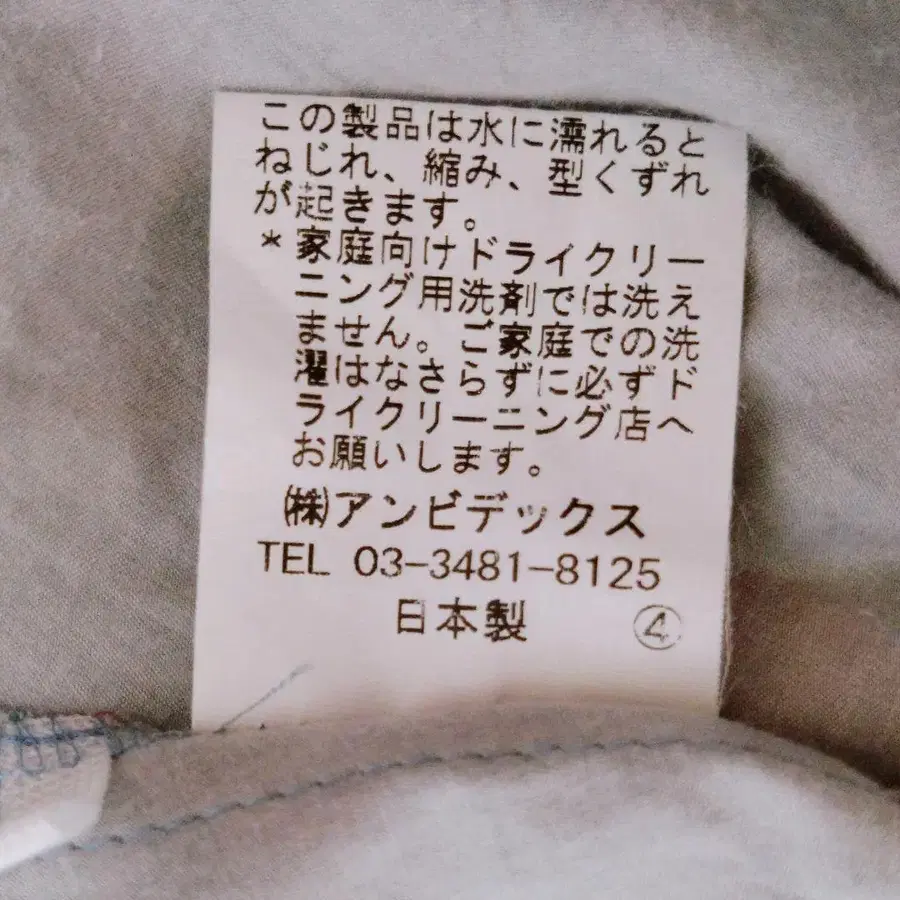 この製品は水に濡れると
ねじれ、縮み、型くずれ
が起きます。
*家庭向けドライクリー
ニング用洗剤では洗え
ません。ご家庭での洗
濯はなさらずに必ずド
ライクリーニング店へ
お願いします。
㈱アンビデックス
TEL 03-3481-8125
日本製 ④